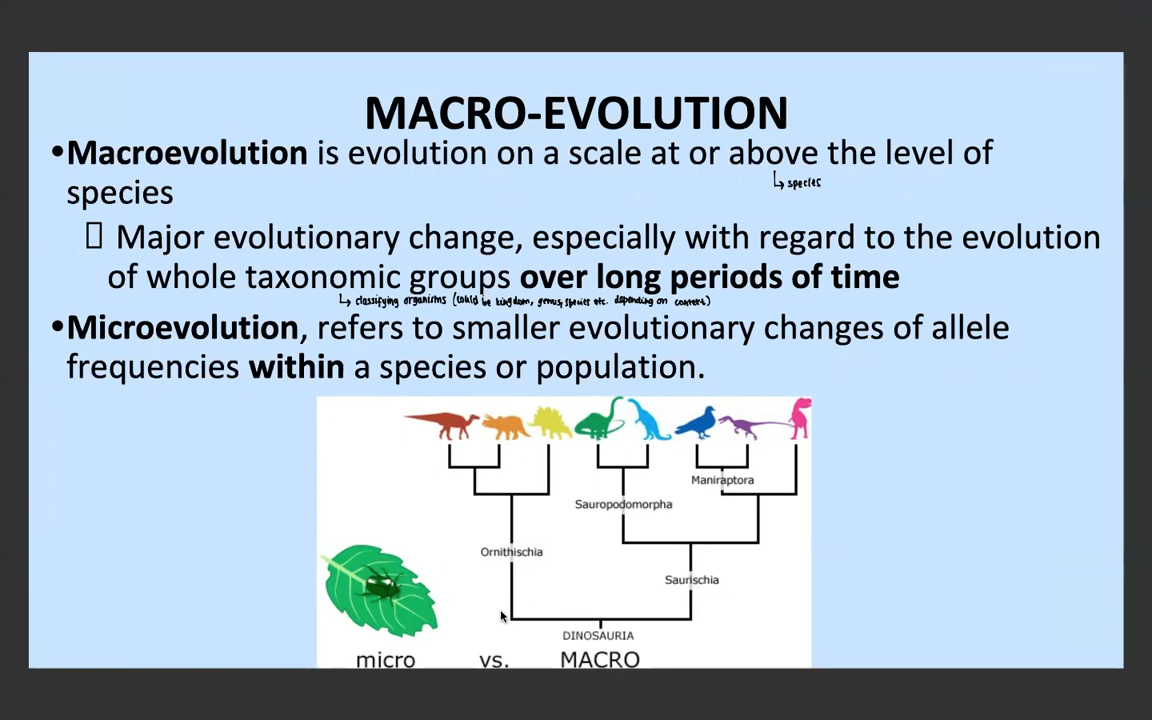 MACRO-EVOLUTION
•Macroevolution is evolution on a scale at or above the level of
↳ species
species
Major evolutionary change, especially with regard to the evolution
of whole taxonomic groups over long periods of time
↳ classifying organisms (could be kingdom, genus, species etc. depending on context)
•Microevolution, refers to smaller evolutionary changes of allele
frequencies within a species or population.
Maniraptora
Sauropodomorpha
Ornithischia
Saurischia
DINOSAURIA
micro vs. MACRO